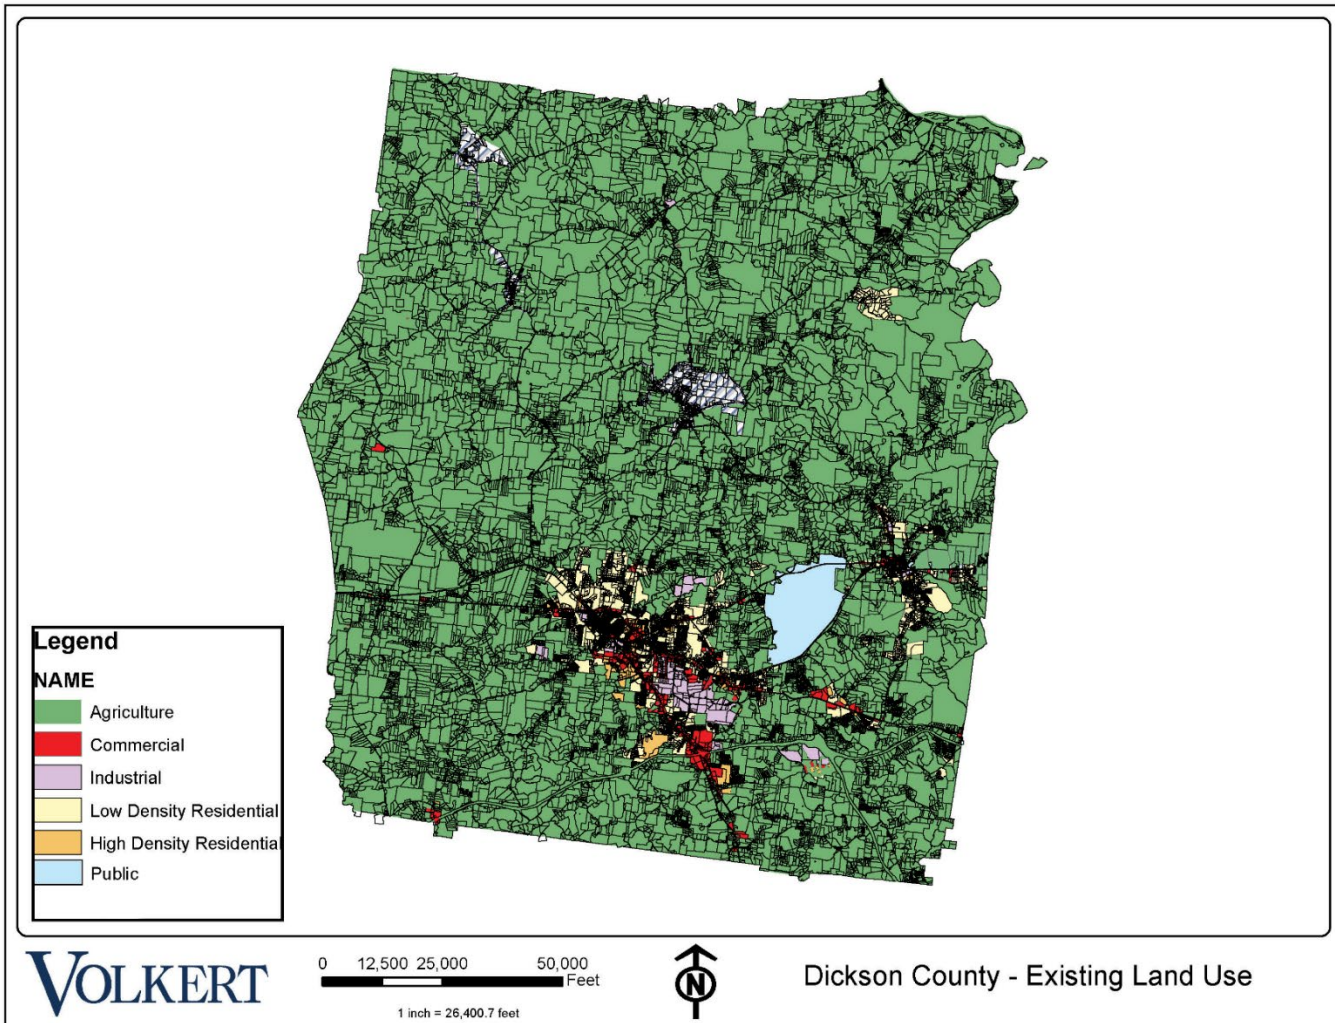 Legend
NAME
Agriculture
Commercial
Industrial
Low Density Residential
High Density Residential
Public
VOLKERT
0 12,500 25,000 50,000
Feet
1 inch = 26,400.7 feet
N
Dickson County - Existing Land Use